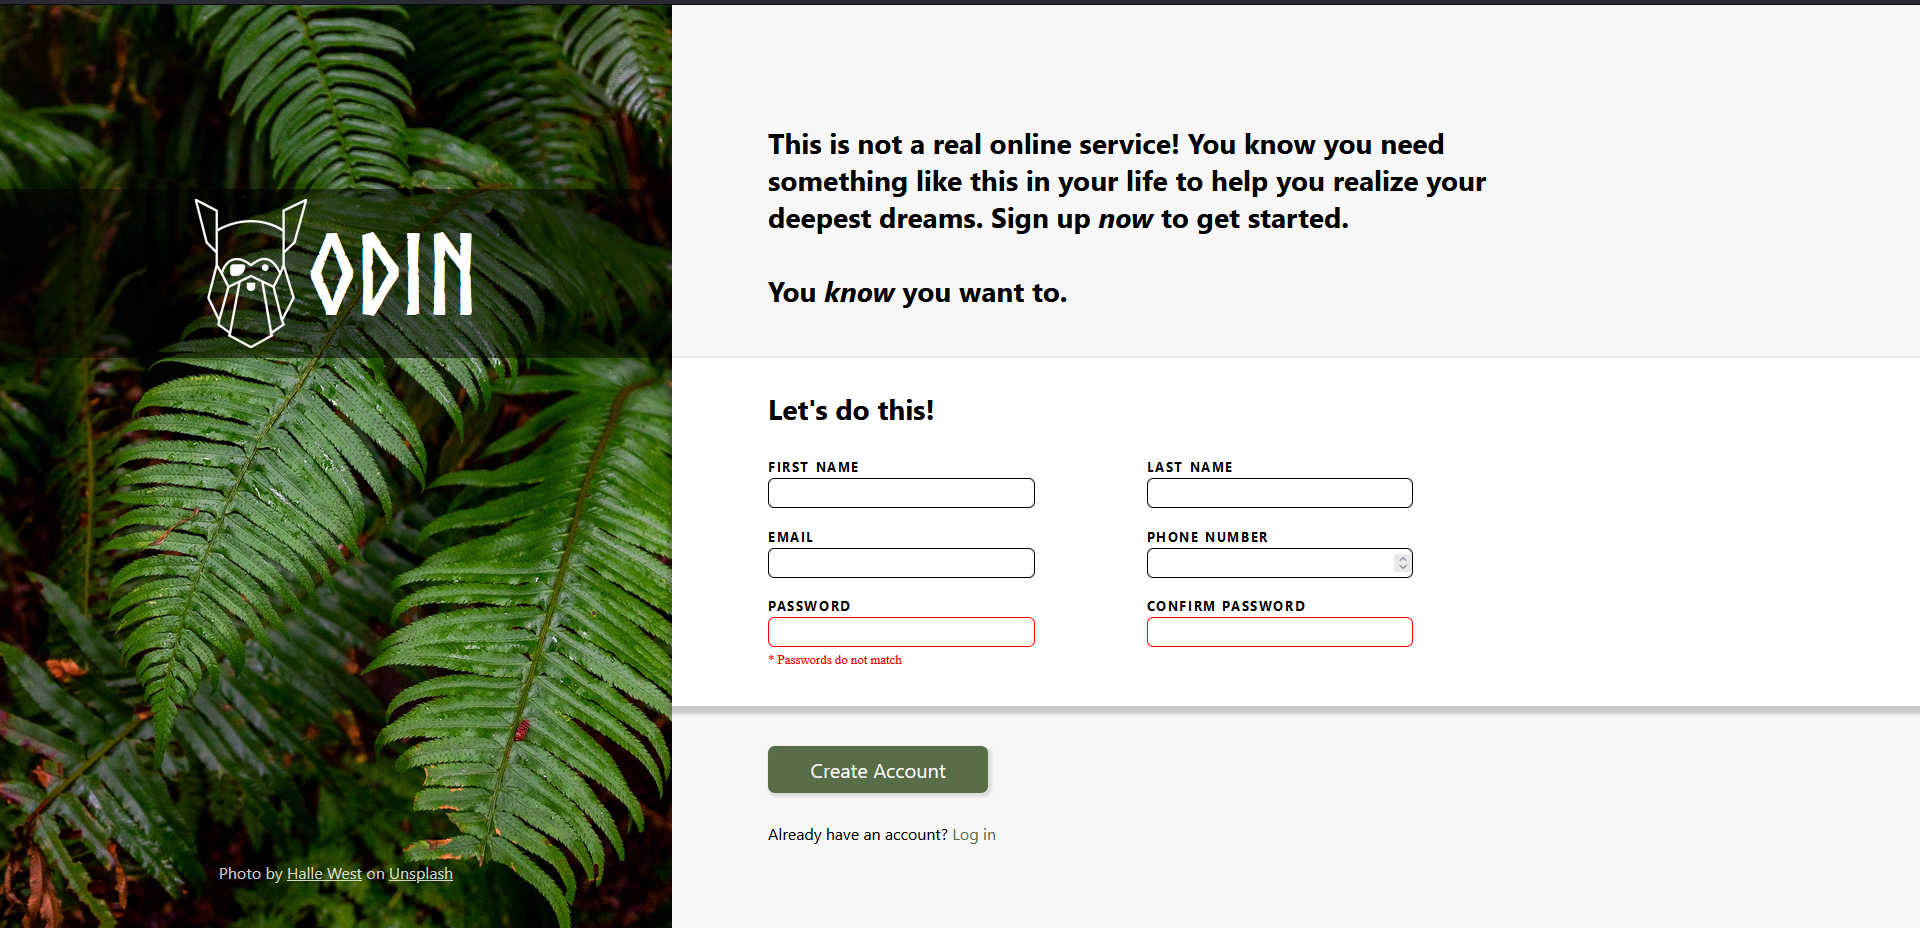 ODIN
Photo by Halle West on Unsplash
This is not a real online service! You know you need
something like this in your life to help you realize your
deepest dreams. Sign up now to get started.
You know you want to.
Let's do this!
FIRST NAME
LAST NAME
EMAIL
PHONE NUMBER
PASSWORD
CONFIRM PASSWORD
* Passwords do not match
Create Account
Already have an account? Log in